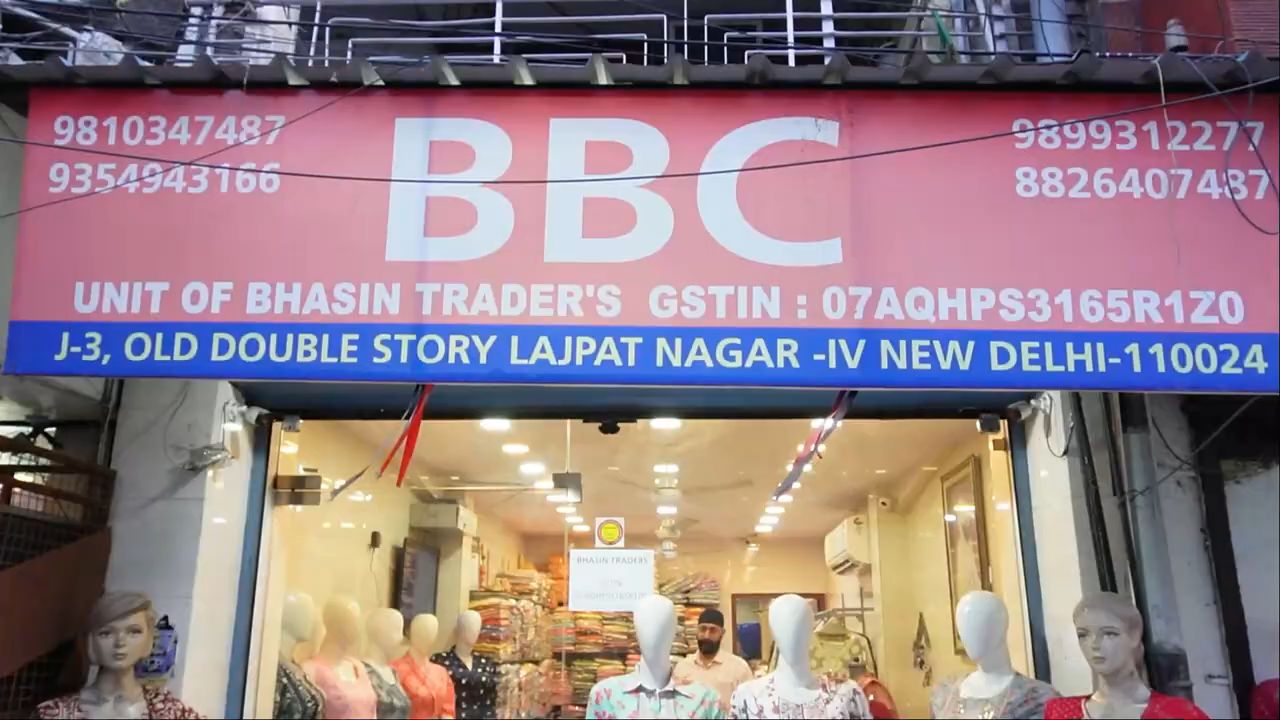 9810347487
9354943166
BBC
9899312277
8826407487
UNIT OF BHASIN TRADER'S GSTIN : 07AQHPS3165R1Z0
J-3, OLD DOUBLE STORY LAJPAT NAGAR -IV NEW DELHI-110024
BHASIN TRADERS